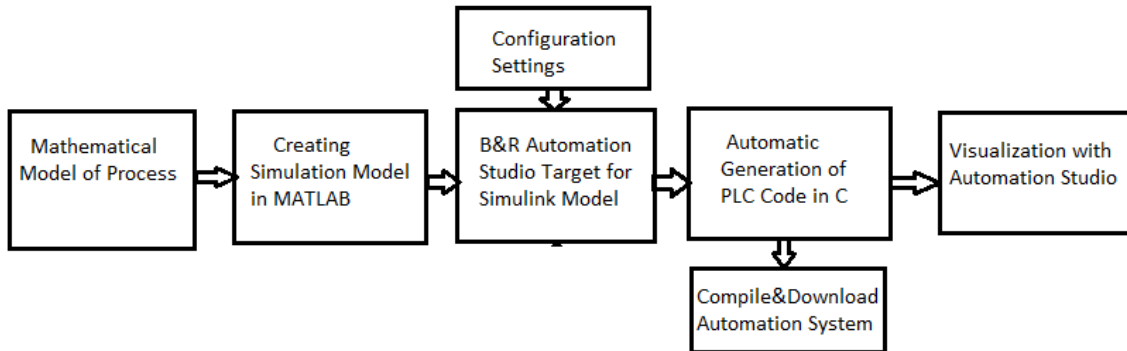 Configuration
Settings
Mathematical
Model of Process
Creating
Simulation Model
in MATLAB
B&R Automation
Studio Target for
Simulink Model
Automatic
Generation of
PLC Code in C
Visualization with
Automation Studio
Compile&Download
Automation System